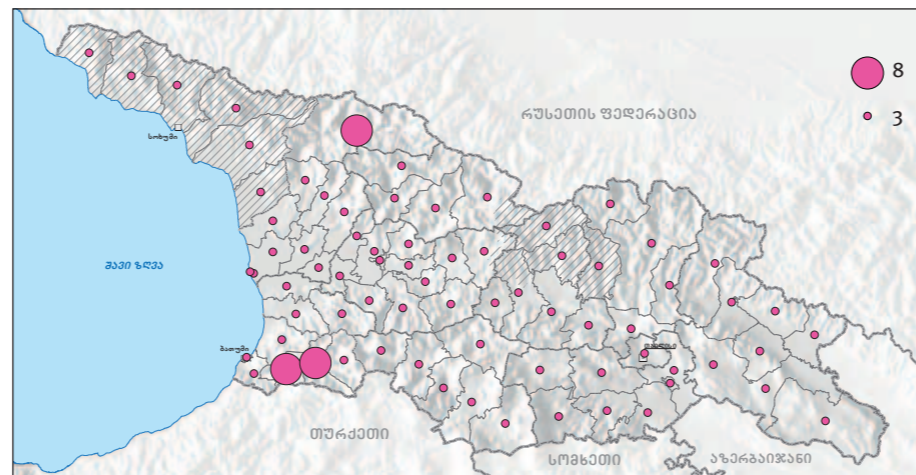 8
რუსეთის ფედერაცია
3
სოხუმი
შავი ზღვა
ბათუმი
თბილისი
თურქეთი
სომხეთი
აზერბაიჯანი